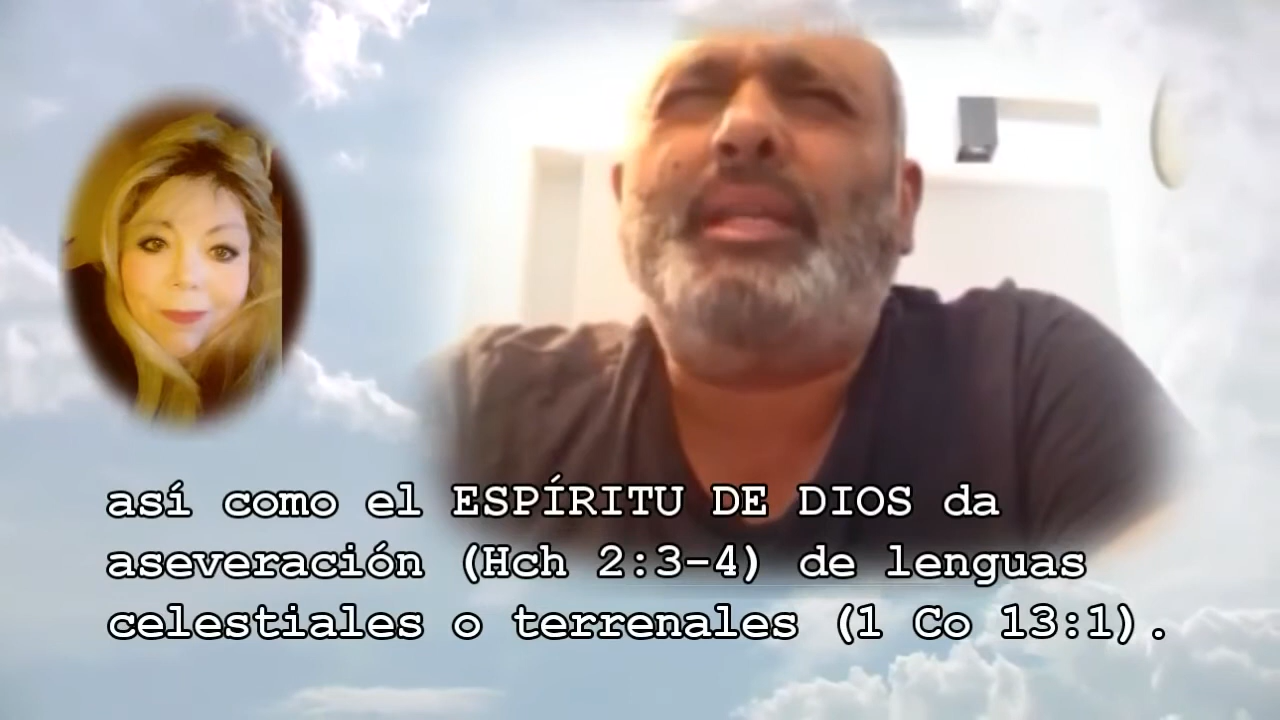 así como el ESPÍRITU DE DIOS da
aseveración (Hch 2:3-4) de lenguas
celestiales o terrenales (1 Co 13:1).